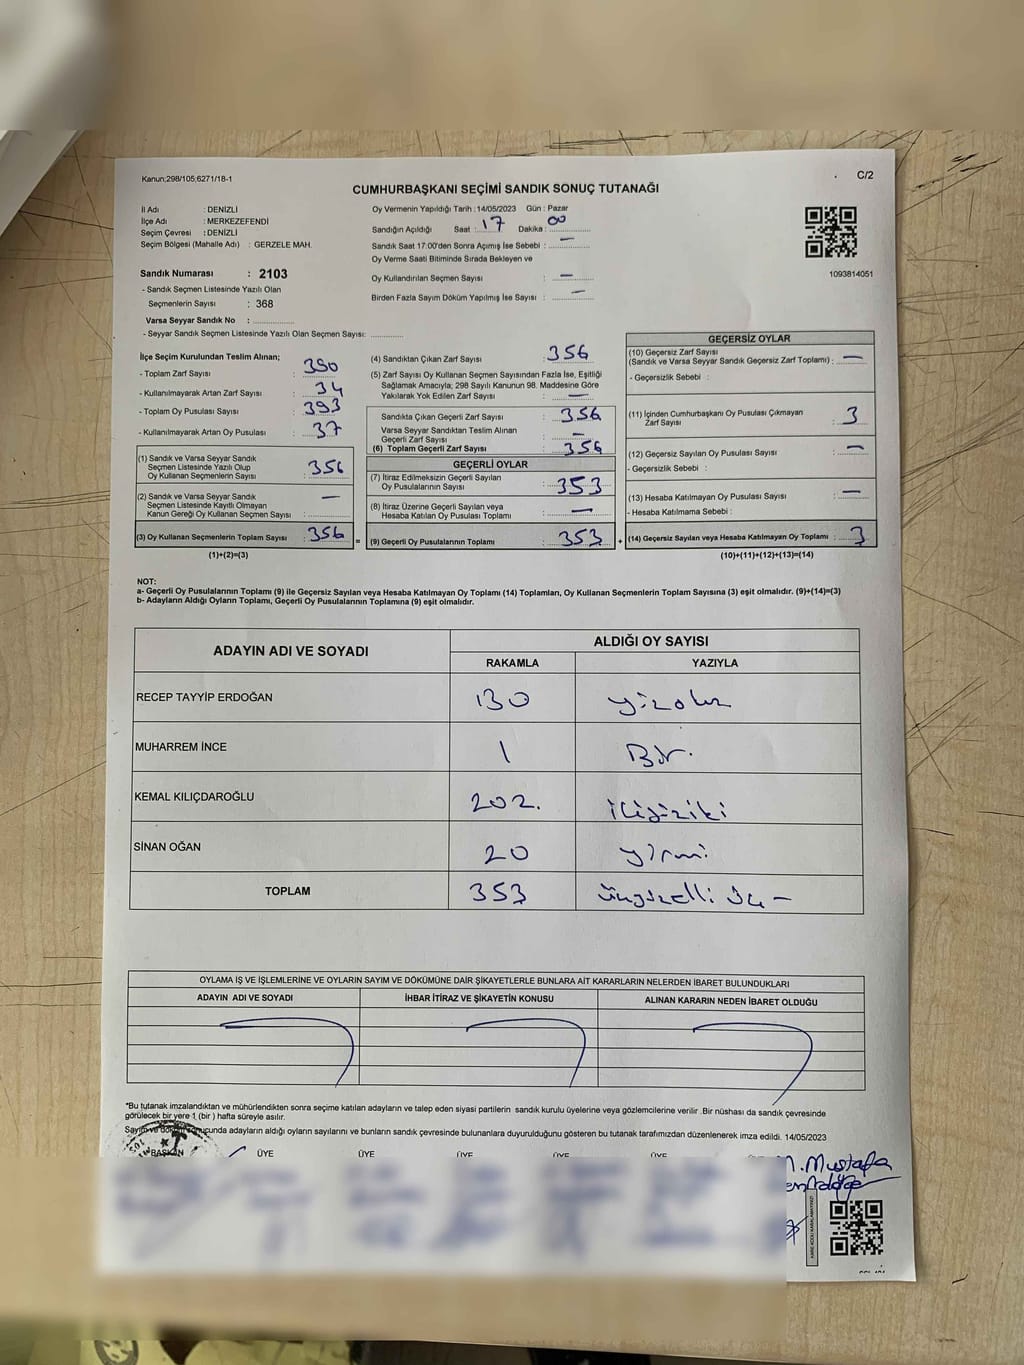 Kanun;298/105;6271/18-1
C/2
CUMHURBAŞKANI SEÇİMİ SANDIK SONUÇ TUTANAĞI
İl Adı : DENİZLİ
İlçe Adı : MERKEZEFENDİ
Seçim Çevresi : DENİZLİ
Seçim Bölgesi (Mahalle Adı) : GERZELE MAH.
Sandık Numarası : 2103
- Sandık Seçmen Listesinde Yazılı Olan
Seçmenlerin Sayısı : 368
Varsa Seyyar Sandık No :
- Seyyar Sandık Seçmen Listesinde Yazılı Olan Seçmen Sayısı:
Oy Vermenin Yapıldığı Tarih : 14/05/2023 Gün : Pazar
Sandığın Açıldığı Saat : 17 Dakika : 00
Sandık Saat 17:00'den Sonra Açımış İse Sebebi : —
Oy Verme Saati Bitiminde Sırada Bekleyen ve
Oy Kullandırılan Seçmen Sayısı : —
Birden Fazla Sayım Döküm Yapılmış İse Sayısı : —
1093814051
İlçe Seçim Kurulundan Teslim Alınan;
- Toplam Zarf Sayısı : 390
- Kullanılmayarak Artan Zarf Sayısı : 34
- Toplam Oy Pusulası Sayısı : 393
- Kullanılmayarak Artan Oy Pusulası : 37
(1) Sandık ve Varsa Seyyar Sandık
Seçmen Listesinde Yazılı Olup
Oy Kullanan Seçmenlerin Sayısı : 356
(2) Sandık ve Varsa Seyyar Sandık
Seçmen Listesinde Kayıtlı Olmayan
Kanun Gereği Oy Kullanan Seçmen Sayısı : —
(3) Oy Kullanan Seçmenlerin Toplam Sayısı : 356
(1)+(2)=(3)
(4) Sandıktan Çıkan Zarf Sayısı : 356
(5) Zarf Sayısı Oy Kullanan Seçmen Sayısından Fazla İse, Eşitliği
Sağlamak Amacıyla; 298 Sayılı Kanunun 98. Maddesine Göre
Yakılarak Yok Edilen Zarf Sayısı : —
Sandıkta Çıkan Geçerli Zarf Sayısı : 356
Varsa Seyyar Sandıktan Teslim Alınan
Geçerli Zarf Sayısı : —
(6) Toplam Geçerli Zarf Sayısı : 356
GEÇERLİ OYLAR
(7) İtiraz Edilmeksizin Geçerli Sayılan
Oy Pusulalarının Sayısı : 353
(8) İtiraz Üzerine Geçerli Sayılan veya
Hesaba Katılan Oy Pusulası Toplamı : —
= (9) Geçerli Oy Pusulalarının Toplamı : 353 +
GEÇERSİZ OYLAR
(10) Geçersiz Zarf Sayısı
(Sandık ve Varsa Seyyar Sandık Geçersiz Zarf Toplamı) : —
- Geçersizlik Sebebi :
(11) İçinden Cumhurbaşkanı Oy Pusulası Çıkmayan
Zarf Sayısı : 3
(12) Geçersiz Sayılan Oy Pusulası Sayısı : —
- Geçersizlik Sebebi :
(13) Hesaba Katılmayan Oy Pusulası Sayısı : —
- Hesaba Katılmama Sebebi :
(14) Geçersiz Sayılan veya Hesaba Katılmayan Oy Toplamı : 3
(10)+(11)+(12)+(13)=(14)
NOT:
a- Geçerli Oy Pusulalarının Toplamı (9) ile Geçersiz Sayılan veya Hesaba Katılmayan Oy Toplamı (14) Toplamları, Oy Kullanan Seçmenlerin Toplam Sayısına (3) eşit olmalıdır. (9)+(14)=(3)
b- Adayların Aldığı Oyların Toplamı, Geçerli Oy Pusulalarının Toplamına (9) eşit olmalıdır.
ADAYIN ADI VE SOYADI ALDIĞI OY SAYISI
RAKAMLA YAZIYLA
RECEP TAYYİP ERDOĞAN 130 yüzotuz
MUHARREM İNCE 1 Bir.
KEMAL KILIÇDAROĞLU 202. ikiyüziki
SİNAN OĞAN 20 yirmi
TOPLAM 353 üçyüzelli üç —
OYLAMA İŞ VE İŞLEMLERİNE VE OYLARIN SAYIM VE DÖKÜMÜNE DAİR ŞİKAYETLERLE BUNLARA AİT KARARLARIN NELERDEN İBARET BULUNDUKLARI
ADAYIN ADI VE SOYADI İHBAR İTİRAZ VE ŞİKAYETİN KONUSU ALINAN KARARIN NEDEN İBARET OLDUĞU
*Bu tutanak imzalandıktan ve mühürlendikten sonra seçime katılan adayların ve talep eden siyasi partilerin sandık kurulu üyelerine veya gözlemcilerine verilir .Bir nüshası da sandık çevresinde
görülecek bir yere 1 (bir ) hafta süreyle asılır.
Sayım ve döküm sonucunda adayların aldığı oyların sayılarını ve bunların sandık çevresinde bulunanlara duyurulduğunu gösteren bu tutanak tarafımızdan düzenlenerek imza edildi. 14/05/2023
BAŞKAN ÜYE ÜYE ÜYE ÜYE ÜYE
Mustafa